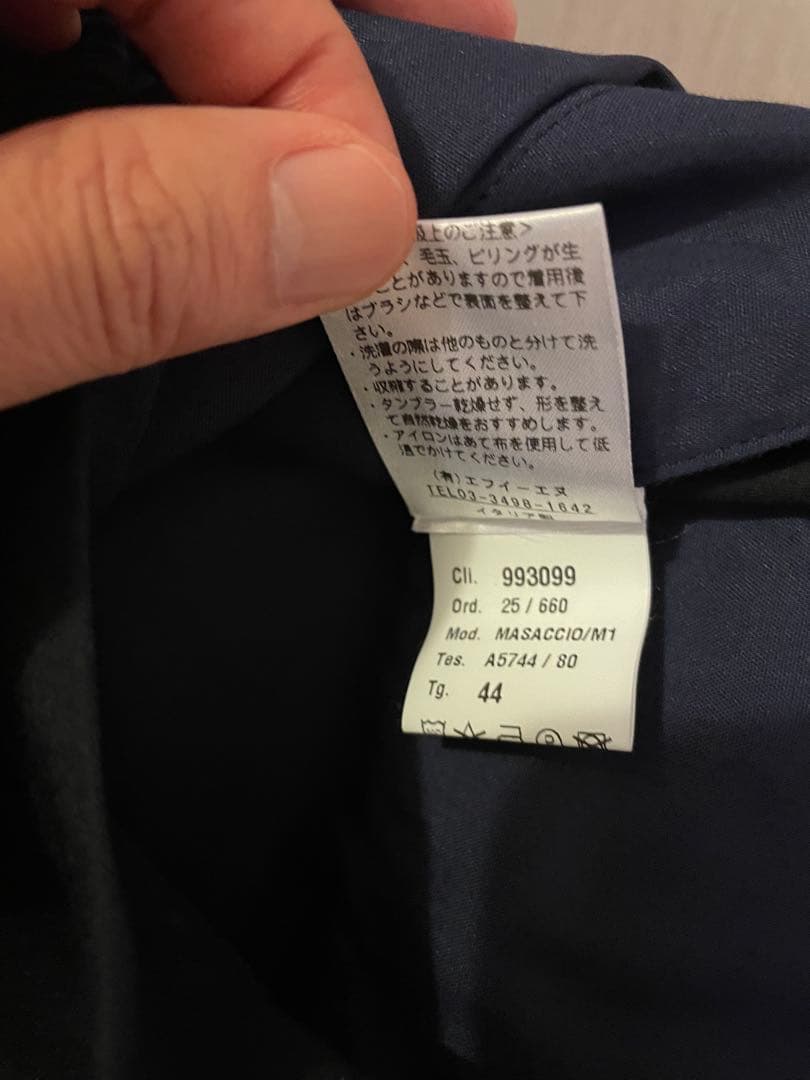 上のご注意>
、毛玉、ピリングが生
ことがありますので着用後
はブラシなどで表面を整えて下
さい。
・洗濯の際は他のものと分けて洗
うようにしてください。
・収縮することがあります。
・タンブラー乾燥せず、形を整え
て自然乾燥をおすすめします。
・アイロンはあて布を使用して低
温でかけてください。
(有)エフイーエヌ
TEL03-3498-1642
イタリア製
Cli. 993099
Ord. 25 / 660
Mod. MASACCIO/M1
Tes. A5744 / 80
Tg. 44